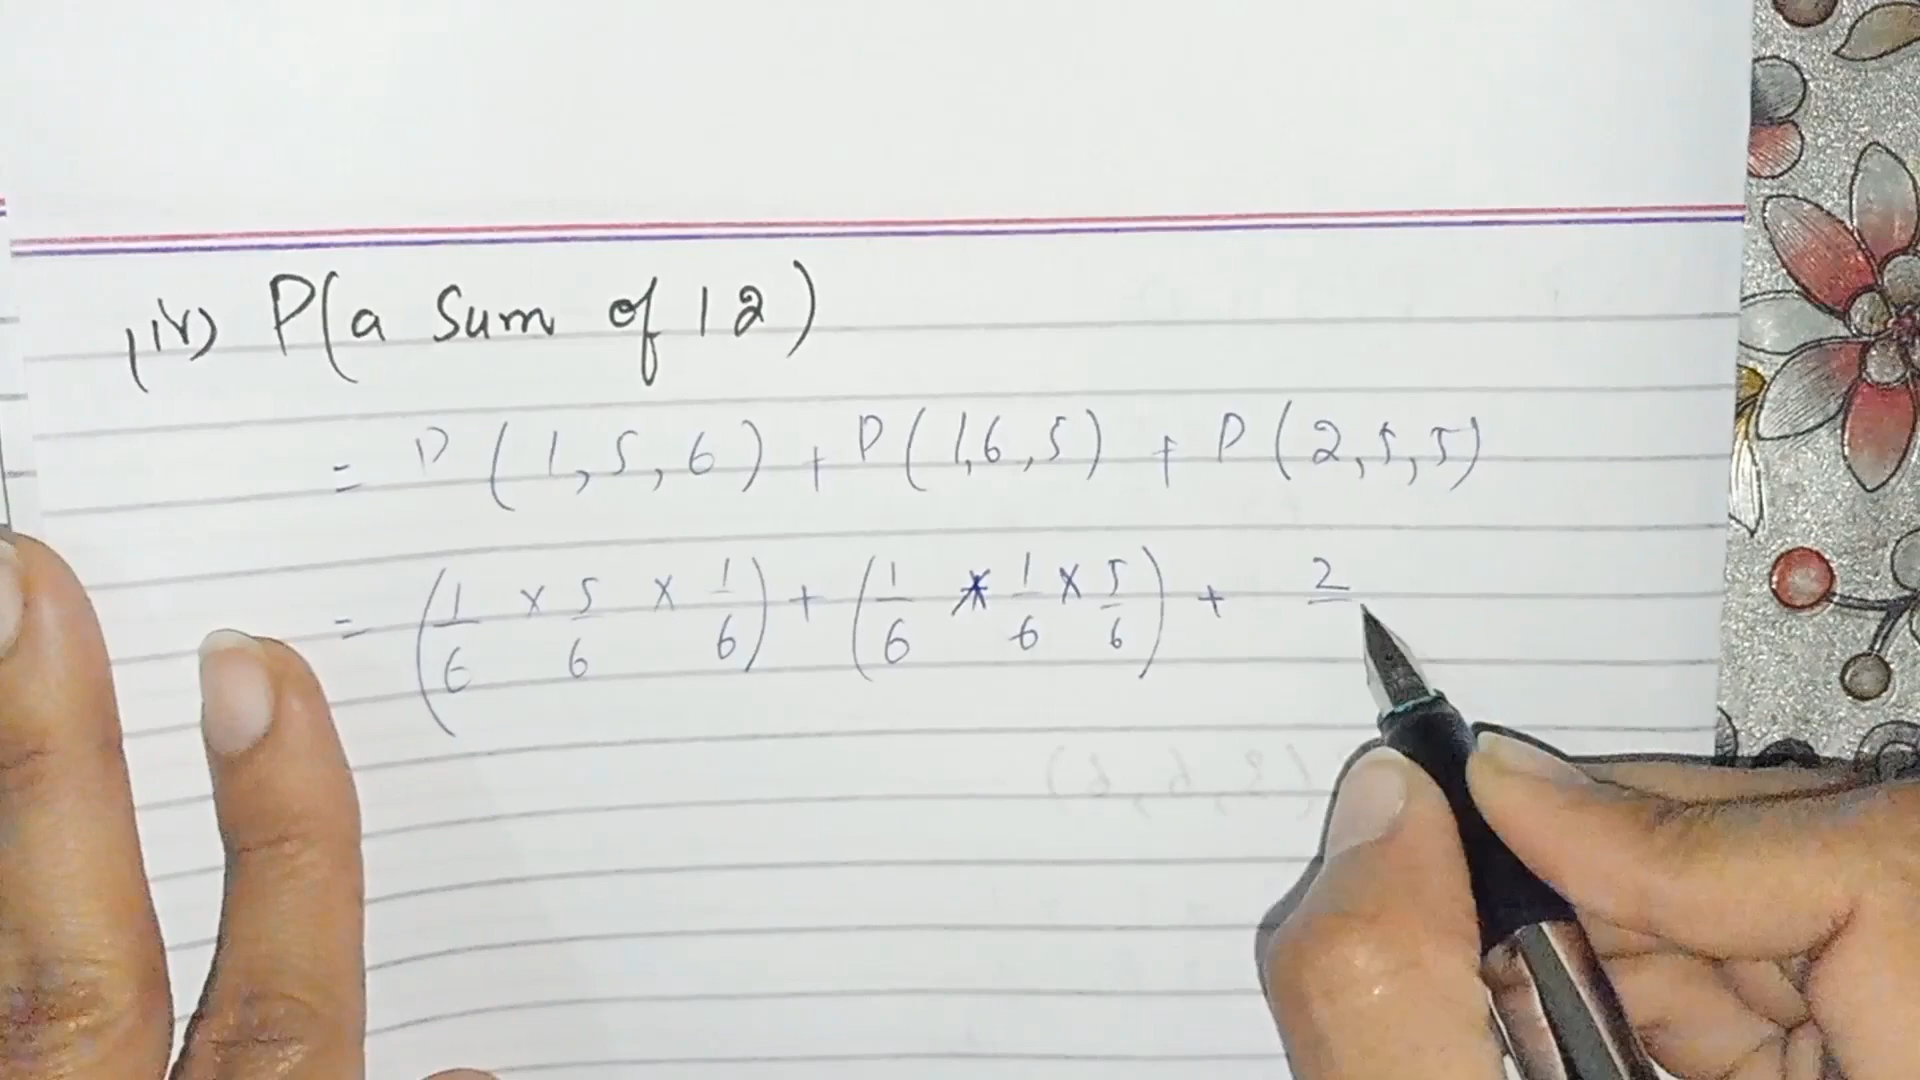 (iv) P(a Sum of 12)
= P(1,5,6) + P(1,6,5) + P(2,5,5)
= (1/6 × 5/6 × 1/6) + (1/6 × 1/6 × 5/6) + 2